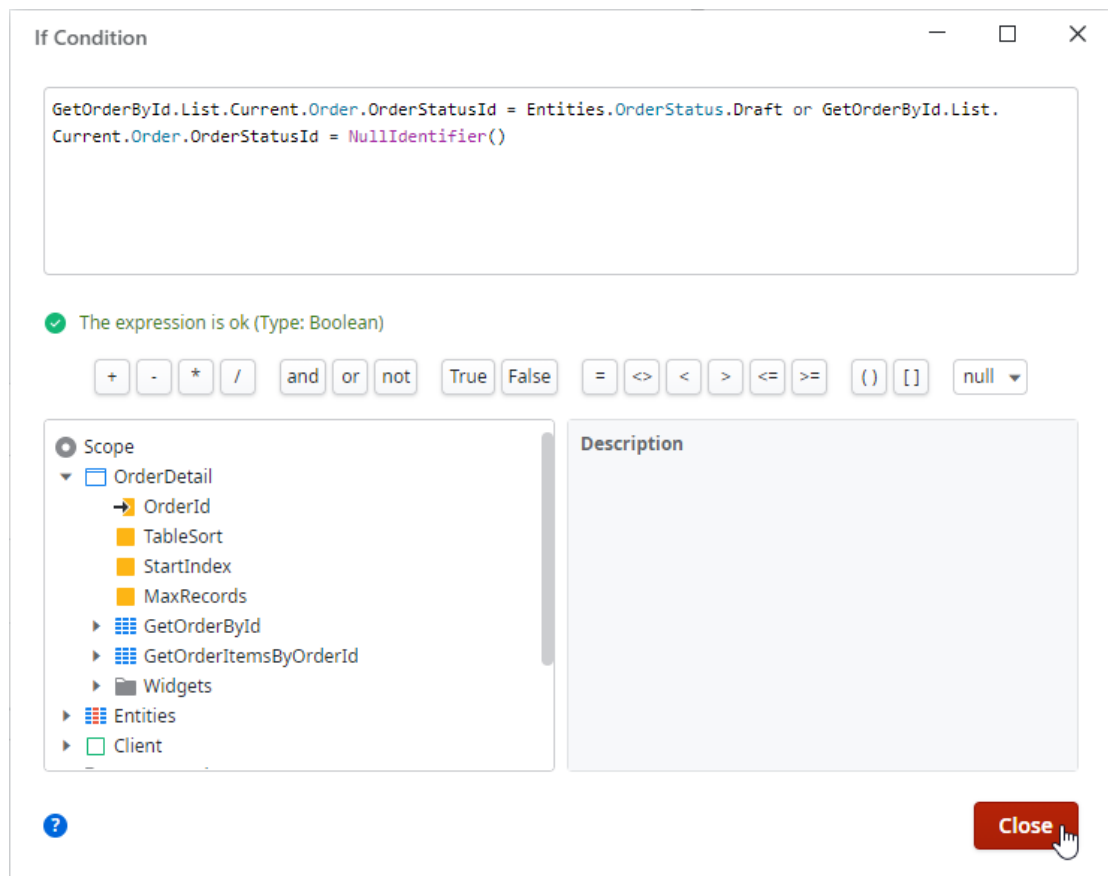 If Condition
GetOrderById.List.Current.Order.OrderStatusId = Entities.OrderStatus.Draft or GetOrderById.List.
Current.Order.OrderStatusId = NullIdentifier()
The expression is ok (Type: Boolean)
+ - * / and or not True False = <> < > <= >= () [] null
Scope
OrderDetail
OrderId
TableSort
StartIndex
MaxRecords
GetOrderById
GetOrderItemsByOrderId
Widgets
Entities
Client
Description
?
Close